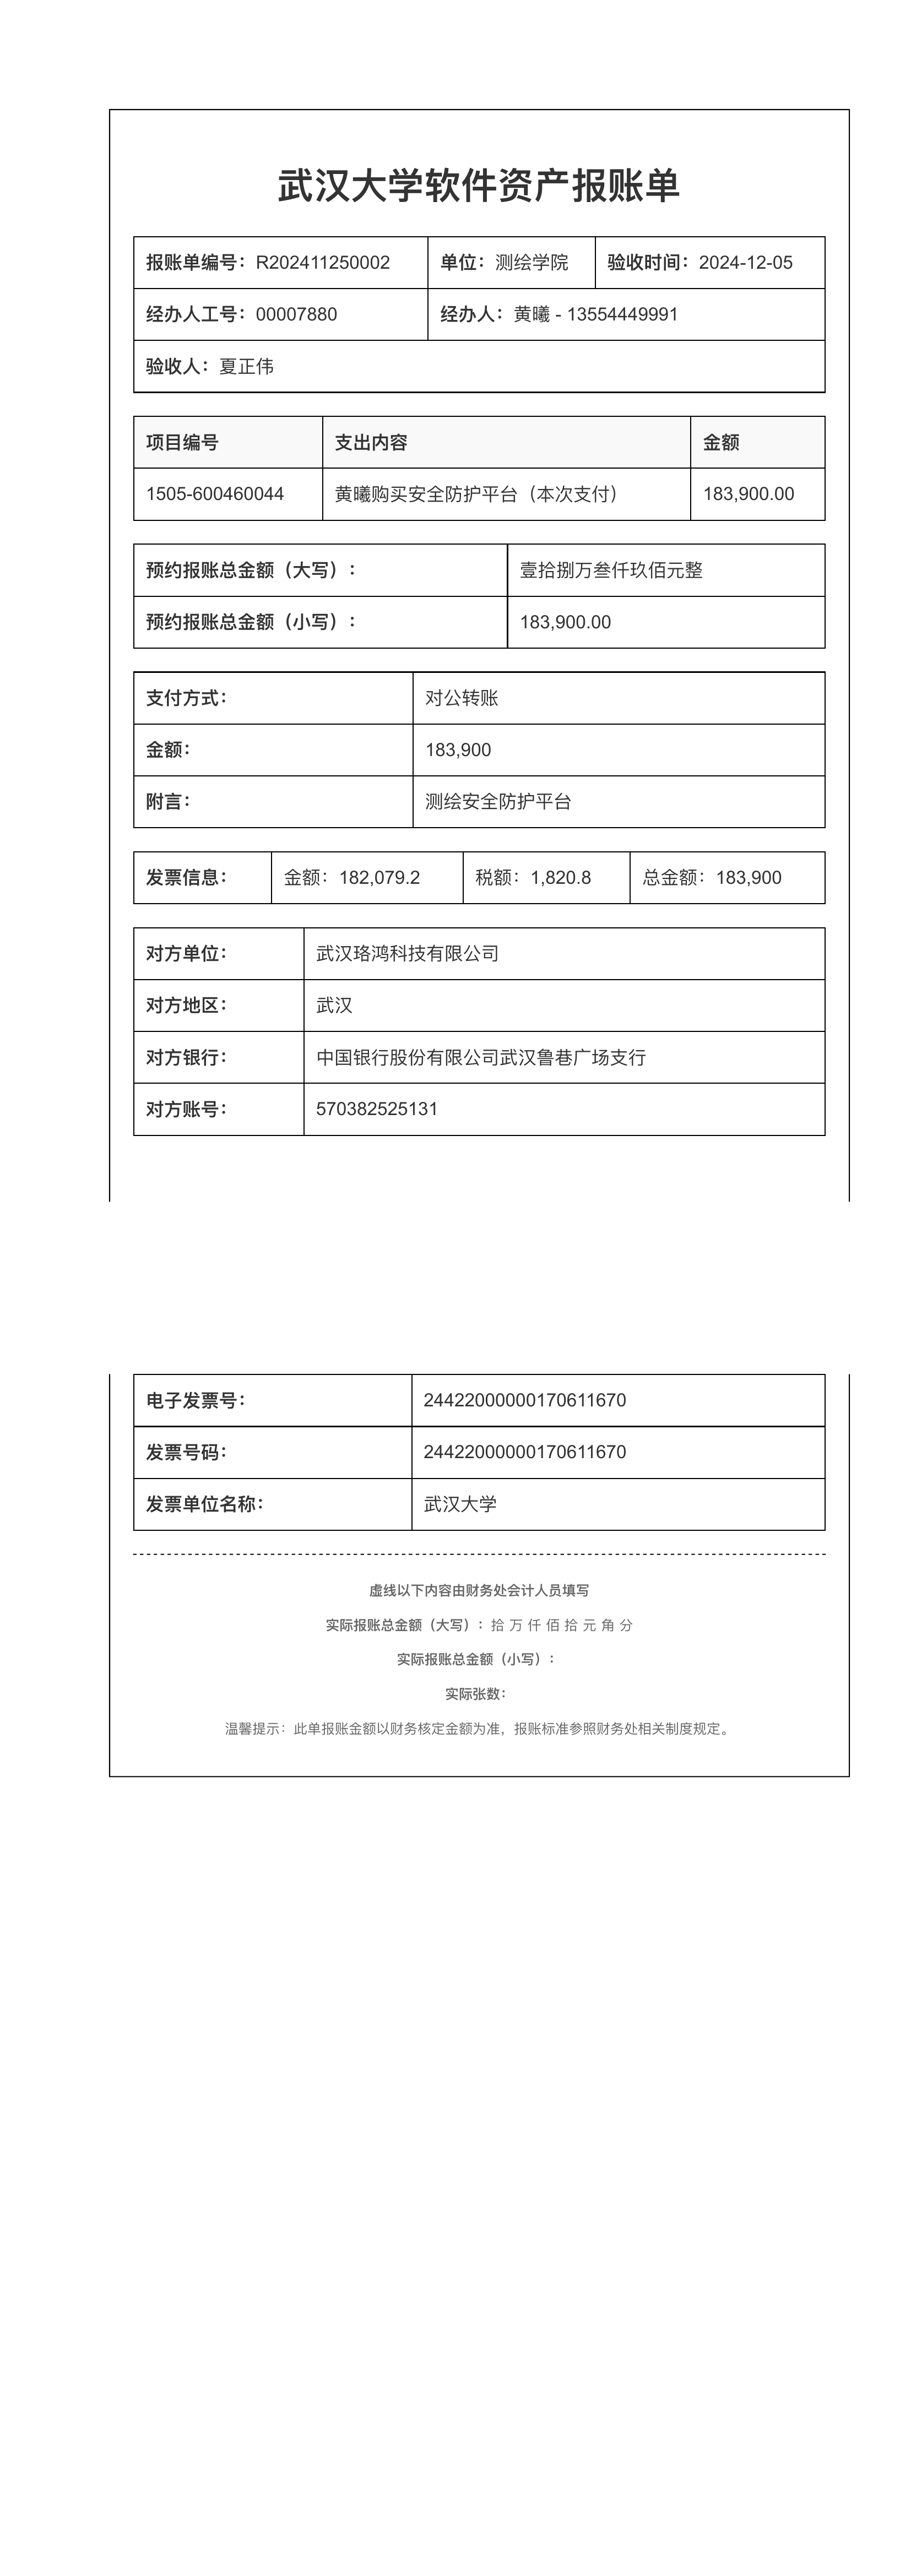 武汉大学软件资产报账单
报账单编号：R202411250002 单位：测绘学院 验收时间：2024-12-05
经办人工号：00007880 经办人：黄曦 - 13554449991
验收人：夏正伟
项目编号 支出内容 金额
1505-600460044 黄曦购买安全防护平台（本次支付） 183,900.00
预约报账总金额（大写）： 壹拾捌万叁仟玖佰元整
预约报账总金额（小写）： 183,900.00
支付方式： 对公转账
金额： 183,900
附言： 测绘安全防护平台
发票信息： 金额：182,079.2 税额：1,820.8 总金额：183,900
对方单位： 武汉珞鸿科技有限公司
对方地区： 武汉
对方银行： 中国银行股份有限公司武汉鲁巷广场支行
对方账号： 570382525131
电子发票号： 24422000000170611670
发票号码： 24422000000170611670
发票单位名称： 武汉大学
虚线以下内容由财务处会计人员填写
实际报账总金额（大写）：拾 万 仟 佰 拾 元 角 分
实际报账总金额（小写）：
实际张数：
温馨提示：此单报账金额以财务核定金额为准，报账标准参照财务处相关制度规定。